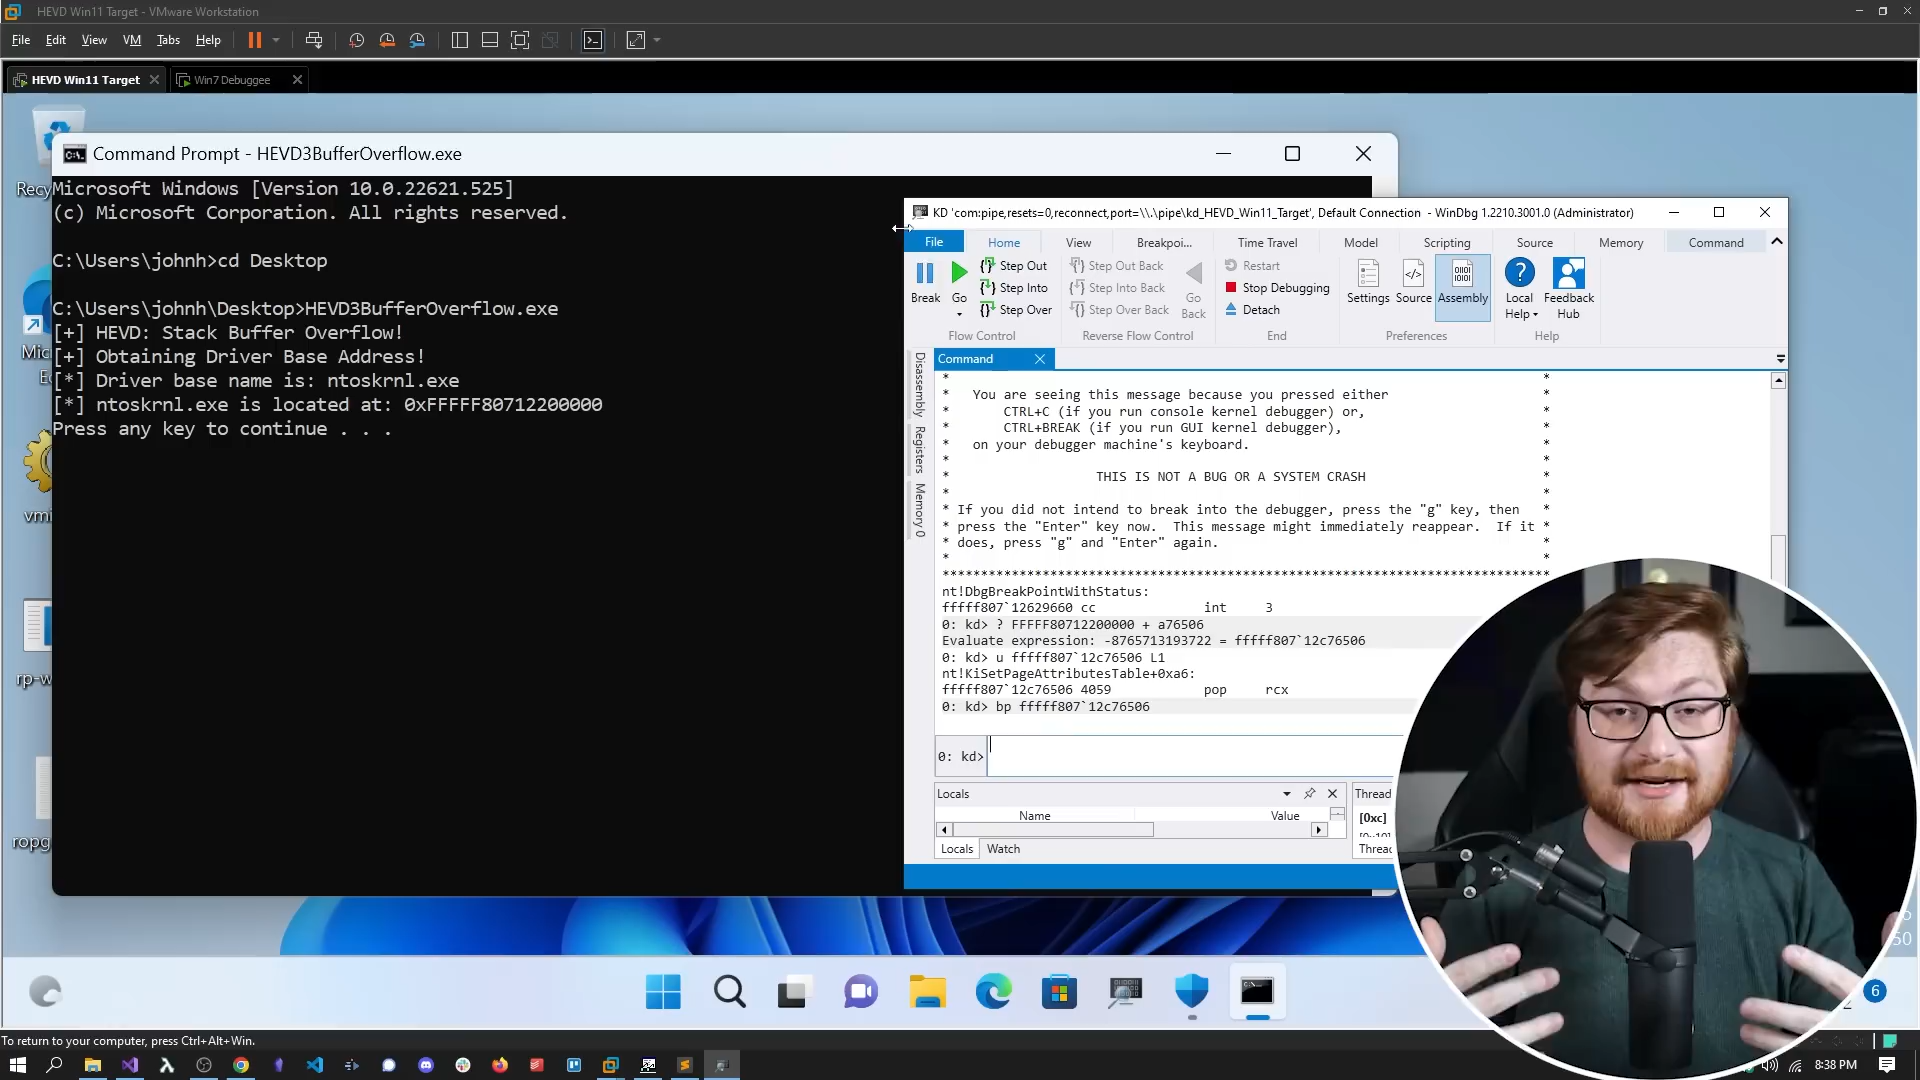 HEVD Win11 Target - VMware Workstation
File Edit View VM Tabs Help
HEVD Win11 Target
Win7 Debuggee
Command Prompt - HEVD3BufferOverflow.exe
Microsoft Windows [Version 10.0.22621.525]
(c) Microsoft Corporation. All rights reserved.
C:\Users\johnh>cd Desktop
C:\Users\johnh\Desktop>HEVD3BufferOverflow.exe
[+] HEVD: Stack Buffer Overflow!
[+] Obtaining Driver Base Address!
[*] Driver base name is: ntoskrnl.exe
[*] ntoskrnl.exe is located at: 0xFFFFF80712200000
Press any key to continue . . .
Recy
Mic
E
vmi
rp-w
ropg
KD 'com:pipe,resets=0,reconnect,port=\\.\pipe\kd_HEVD_Win11_Target', Default Connection - WinDbg 1.2210.3001.0 (Administrator)
File Home View Breakpoi... Time Travel Model Scripting Source Memory Command
Break
Go
Step Out
Step Into
Step Over
Flow Control
Step Out Back
Step Into Back
Step Over Back
Go Back
Reverse Flow Control
Restart
Stop Debugging
Detach
End
Settings Source Assembly
Preferences
Local Help
Feedback Hub
Help
Disassembly
Registers
Memory 0
Command
* *
* You are seeing this message because you pressed either *
* CTRL+C (if you run console kernel debugger) or, *
* CTRL+BREAK (if you run GUI kernel debugger), *
* on your debugger machine's keyboard. *
* *
* THIS IS NOT A BUG OR A SYSTEM CRASH *
* *
* If you did not intend to break into the debugger, press the "g" key, then *
* press the "Enter" key now. This message might immediately reappear. If it *
* does, press "g" and "Enter" again. *
* *
*******************************************************************************
nt!DbgBreakPointWithStatus:
fffff807`12629660 cc int 3
0: kd> ? FFFFF80712200000 + a76506
Evaluate expression: -8765713193722 = fffff807`12c76506
0: kd> u fffff807`12c76506 L1
nt!KiSetPageAttributesTable+0xa6:
fffff807`12c76506 4059 pop rcx
0: kd> bp fffff807`12c76506
0: kd>
Locals
Name Value
Locals Watch
Thread
[0xc]
Threac
50
6
To return to your computer, press Ctrl+Alt+Win.
8:38 PM